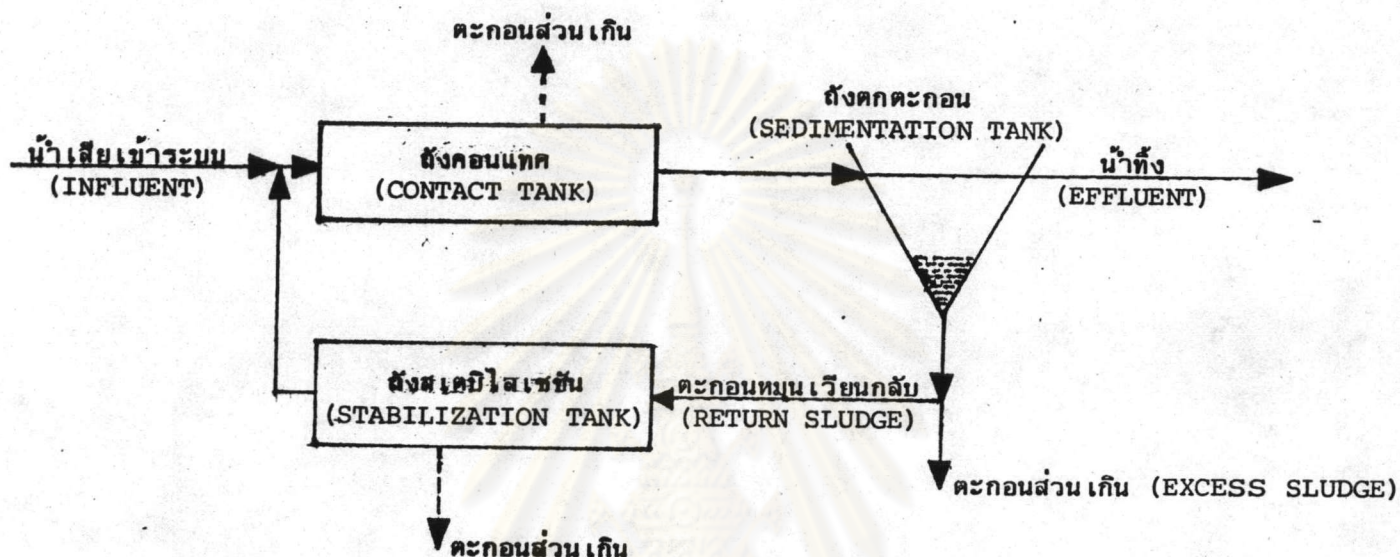 ตะกอนส่วนเกิน
ถังตกตะกอน
(SEDIMENTATION TANK)
น้ำเสียเข้าระบบ
(INFLUENT)
ถังคอนแทค
(CONTACT TANK)
น้ำทิ้ง
(EFFLUENT)
ถังสเตบิไลเซชัน
(STABILIZATION TANK)
ตะกอนหมุนเวียนกลับ
(RETURN SLUDGE)
ตะกอนส่วนเกิน (EXCESS SLUDGE)
ตะกอนส่วนเกิน